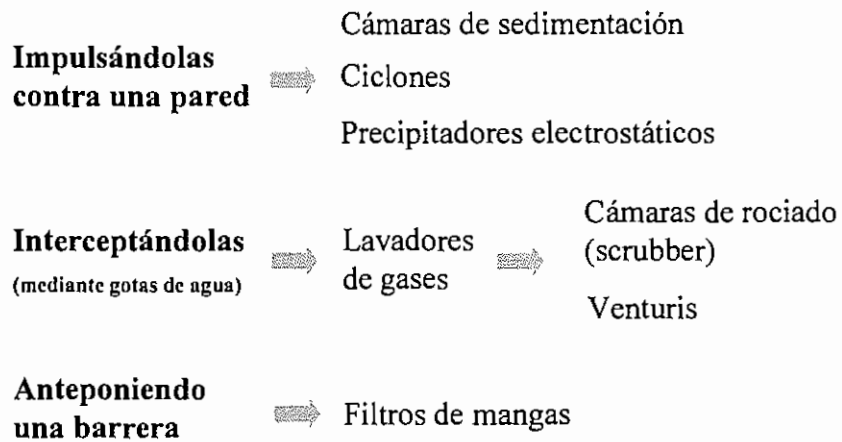 Impulsándolas
contra una pared
Cámaras de sedimentación
Ciclones
Precipitadores electrostáticos
Interceptándolas
(mediante gotas de agua)
Lavadores
de gases
Cámaras de rociado
(scrubber)
Venturis
Anteponiendo
una barrera
Filtros de mangas